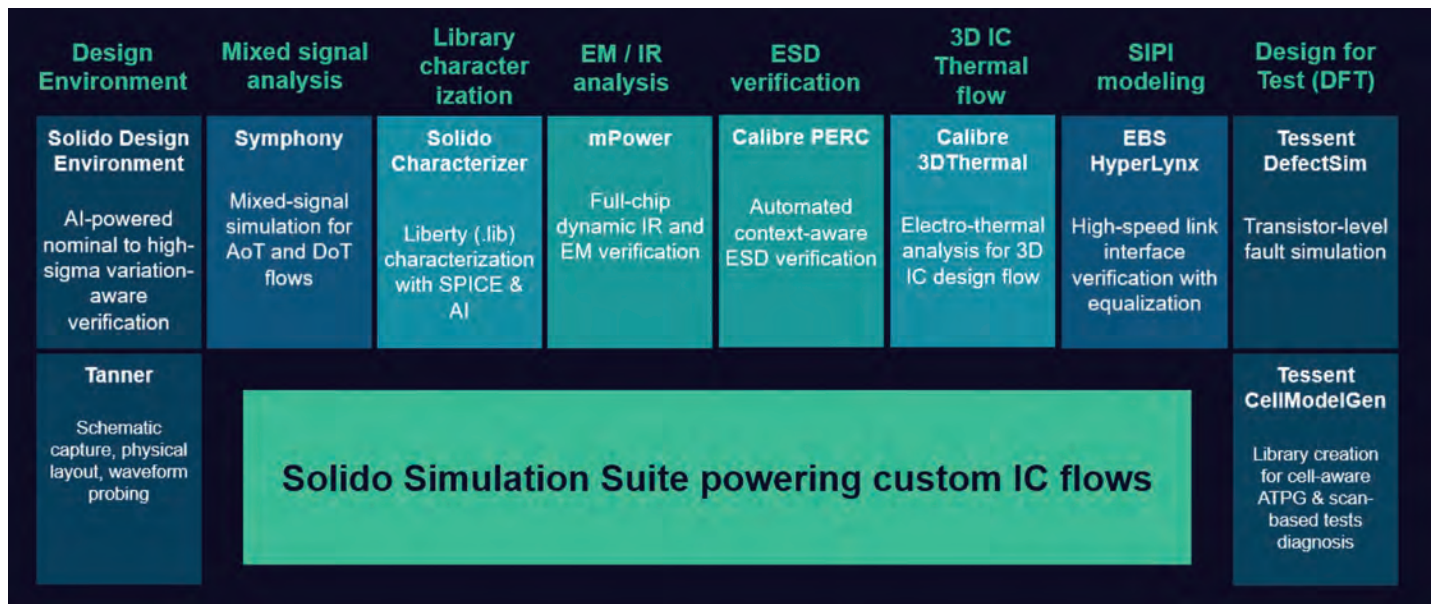 Design
Environment
Mixed signal
analysis
Library
character
ization
EM / IR
analysis
ESD
verification
3D IC
Thermal
flow
SIPI
modeling
Design for
Test (DFT)
Solido Design
Environment
AI-powered
nominal to high-
sigma variation-
aware
verification
Symphony
Mixed-signal
simulation for
AoT and DoT
flows
Solido
Characterizer
Liberty (.lib)
characterization
with SPICE &
AI
mPower
Full-chip
dynamic IR and
EM verification
Calibre PERC
Automated
context-aware
ESD verification
Calibre
3DThermal
Electro-thermal
analysis for 3D
IC design flow
EBS
HyperLynx
High-speed link
interface
verification with
equalization
Tessent
DefectSim
Transistor-level
fault simulation
Tanner
Schematic
capture, physical
layout, waveform
probing
Solido Simulation Suite powering custom IC flows
Tessent
CellModelGen
Library creation
for cell-aware
ATPG & scan-
based tests
diagnosis